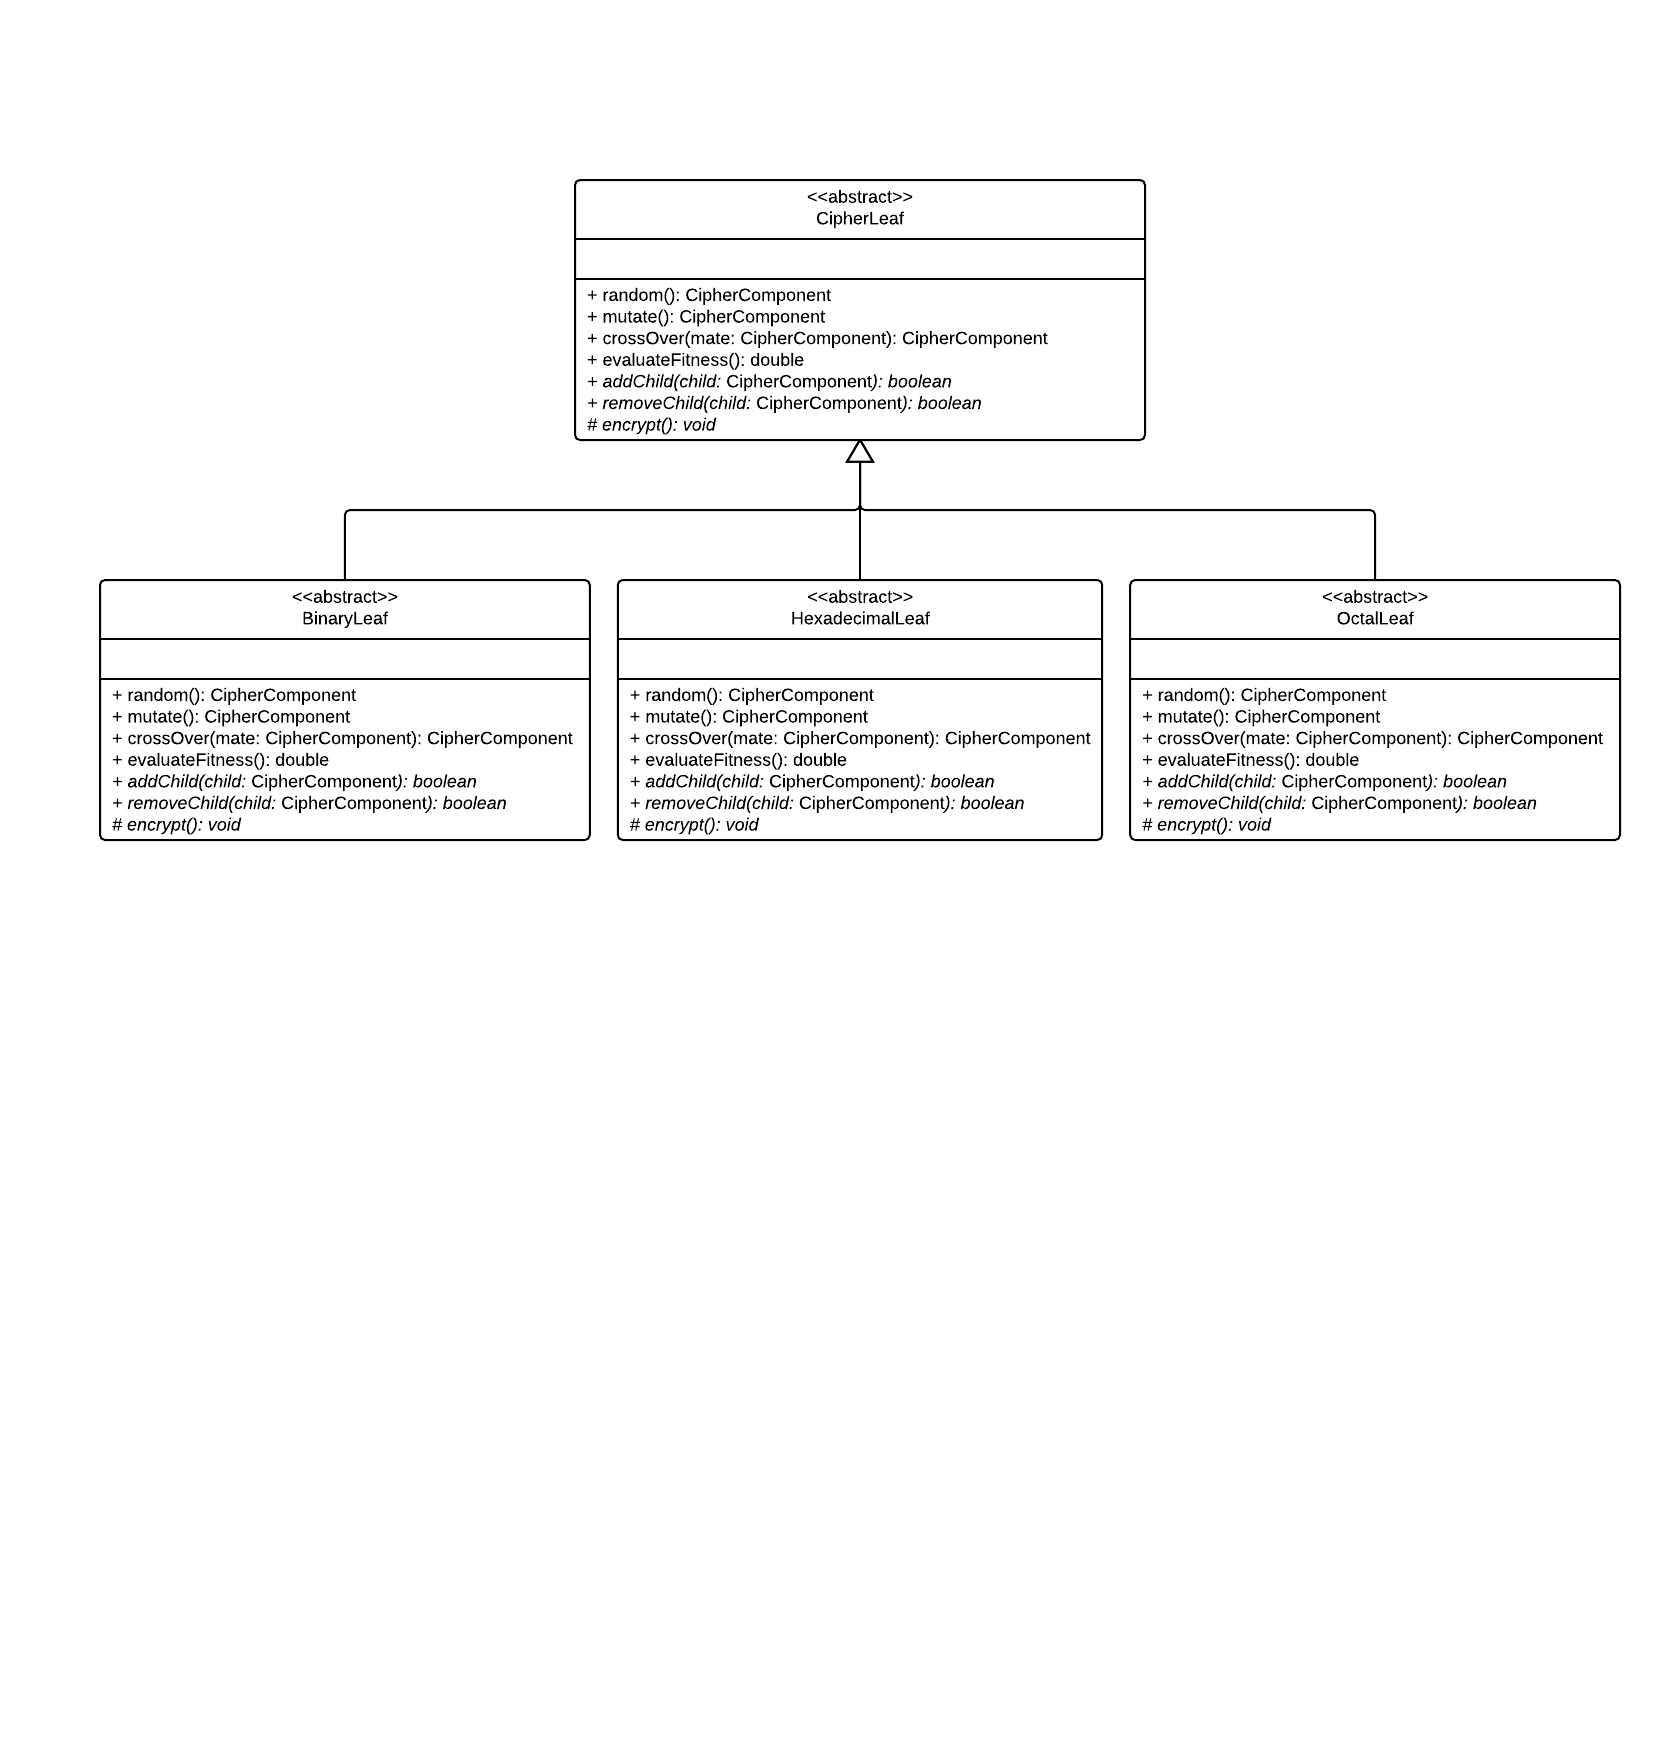 <<abstract>>
CipherLeaf
+ random(): CipherComponent
+ mutate(): CipherComponent
+ crossOver(mate: CipherComponent): CipherComponent
+ evaluateFitness(): double
+ addChild(child: CipherComponent): boolean
+ removeChild(child: CipherComponent): boolean
# encrypt(): void
<<abstract>>
BinaryLeaf
+ random(): CipherComponent
+ mutate(): CipherComponent
+ crossOver(mate: CipherComponent): CipherComponent
+ evaluateFitness(): double
+ addChild(child: CipherComponent): boolean
+ removeChild(child: CipherComponent): boolean
# encrypt(): void
<<abstract>>
HexadecimalLeaf
+ random(): CipherComponent
+ mutate(): CipherComponent
+ crossOver(mate: CipherComponent): CipherComponent
+ evaluateFitness(): double
+ addChild(child: CipherComponent): boolean
+ removeChild(child: CipherComponent): boolean
# encrypt(): void
<<abstract>>
OctalLeaf
+ random(): CipherComponent
+ mutate(): CipherComponent
+ crossOver(mate: CipherComponent): CipherComponent
+ evaluateFitness(): double
+ addChild(child: CipherComponent): boolean
+ removeChild(child: CipherComponent): boolean
# encrypt(): void